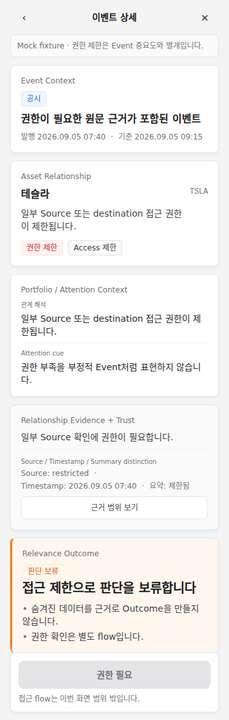 이벤트 상세
Mock fixture · 권한 제한은 Event 중요도와 별개입니다.
Event Context
공시
권한이 필요한 원문 근거가 포함된 이벤트
발행 2026.09.05 07:40 · 기준 2026.09.05 09:15
Asset Relationship
테슬라 TSLA
일부 Source 또는 destination 접근 권한
이 제한됩니다.
권한 제한 Access 제한
Portfolio / Attention Context
관계 해석
일부 Source 또는 destination 접근 권한이 제
한됩니다.
Attention cue
권한 부족을 부정적 Event처럼 표현하지 않습니
다.
Relationship Evidence + Trust
일부 Source 확인에 권한이 필요합니다.
Source / Timestamp / Summary distinction
Source: restricted ·
Timestamp: 2026.09.05 07:40 · 요약: 제한됨
근거 범위 보기
Relevance Outcome
판단 보류
접근 제한으로 판단을 보류합니다
• 숨겨진 데이터를 근거로 Outcome을 만들지
않습니다.
• 권한 확인은 별도 flow입니다.
권한 필요
접근 flow는 이번 화면 범위 밖입니다.